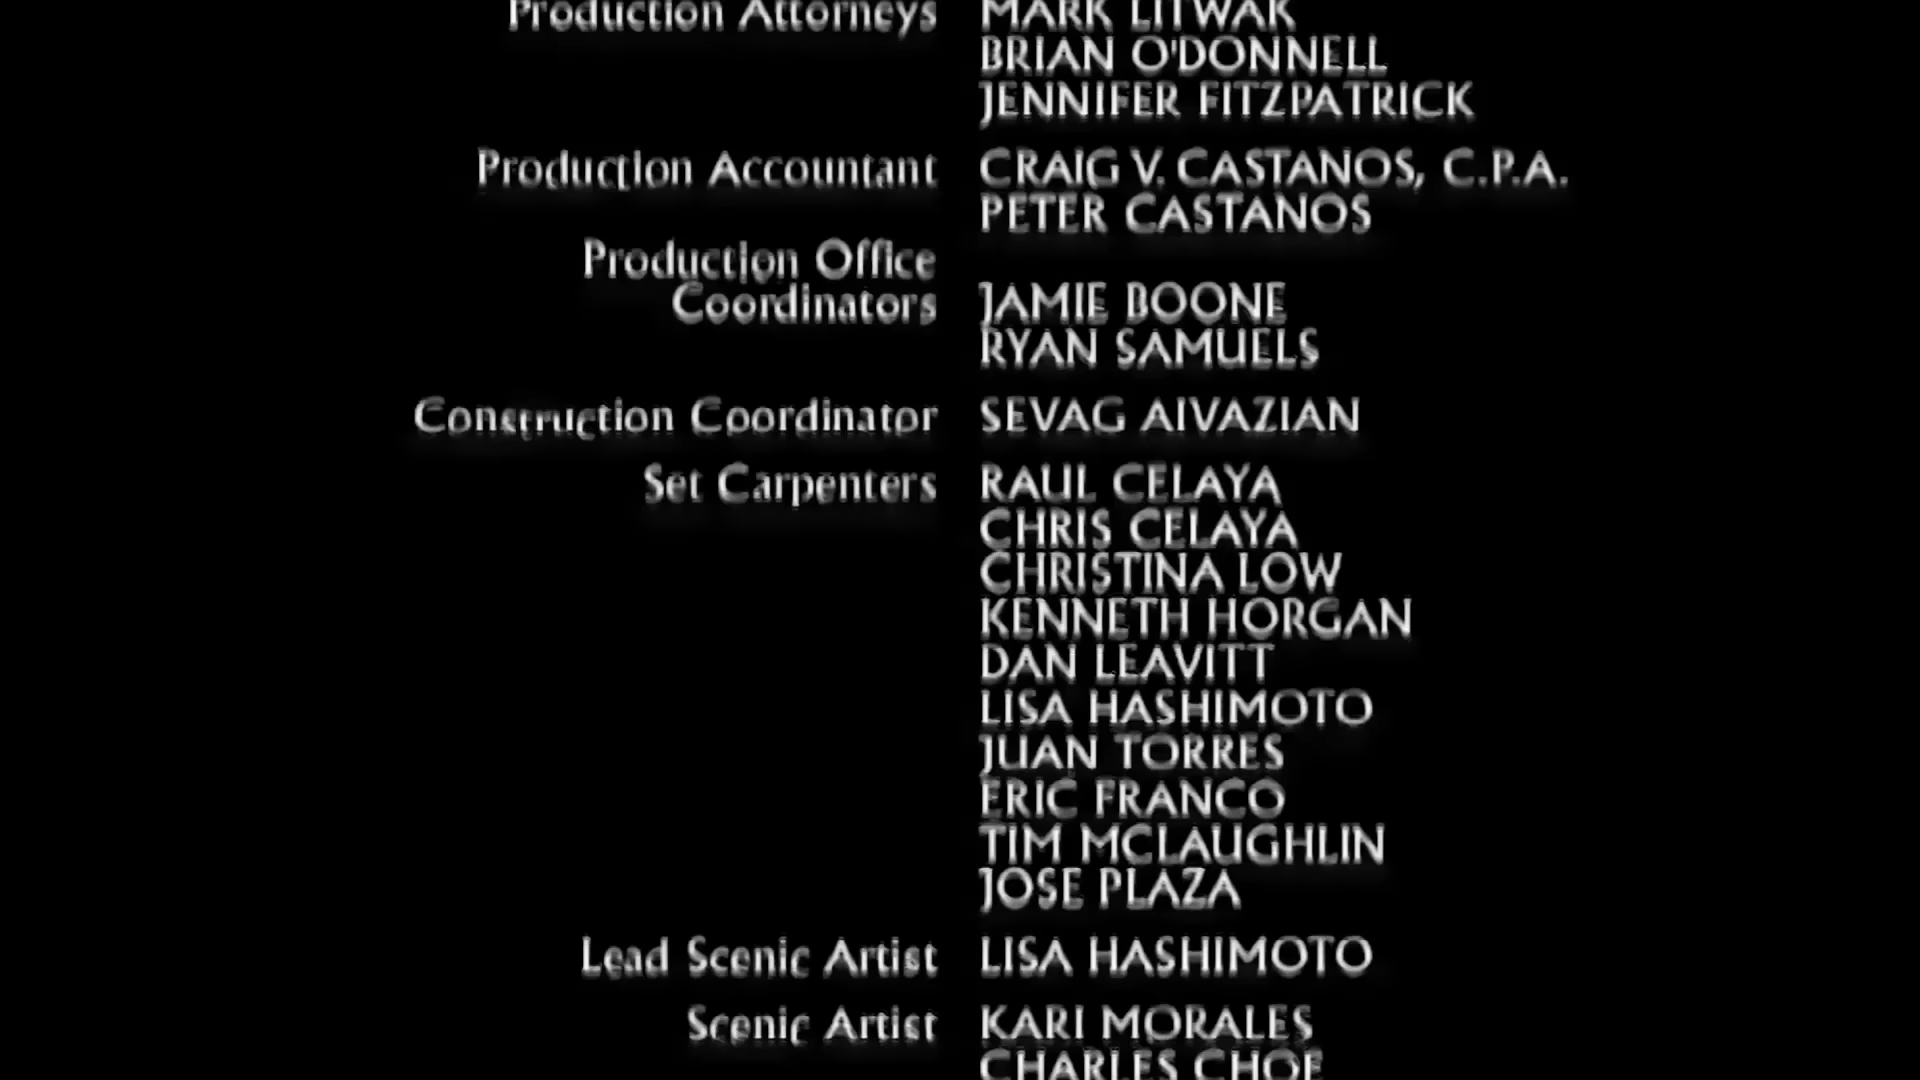 Production Attorneys MARK LITWAK
BRIAN O'DONNELL
JENNIFER FITZPATRICK
Production Accountant CRAIG V. CASTANOS, C.P.A.
PETER CASTANOS
Production Office
Coordinators JAMIE BOONE
RYAN SAMUELS
Construction Coordinator SEVAG AIVAZIAN
Set Carpenters RAUL CELAYA
CHRIS CELAYA
CHRISTINA LOW
KENNETH HORGAN
DAN LEAVITT
LISA HASHIMOTO
JUAN TORRES
ERIC FRANCO
TIM MCLAUGHLIN
JOSE PLAZA
Lead Scenic Artist LISA HASHIMOTO
Scenic Artist KARI MORALES
CHARLES CHOE